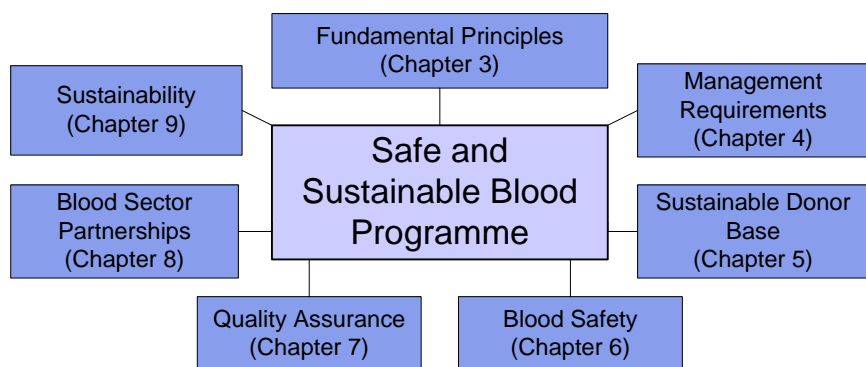 Fundamental Principles
(Chapter 3)
Sustainability
(Chapter 9)
Management
Requirements
(Chapter 4)
Safe and
Sustainable Blood
Programme
Blood Sector
Partnerships
(Chapter 8)
Sustainable Donor
Base
(Chapter 5)
Quality Assurance
(Chapter 7)
Blood Safety
(Chapter 6)